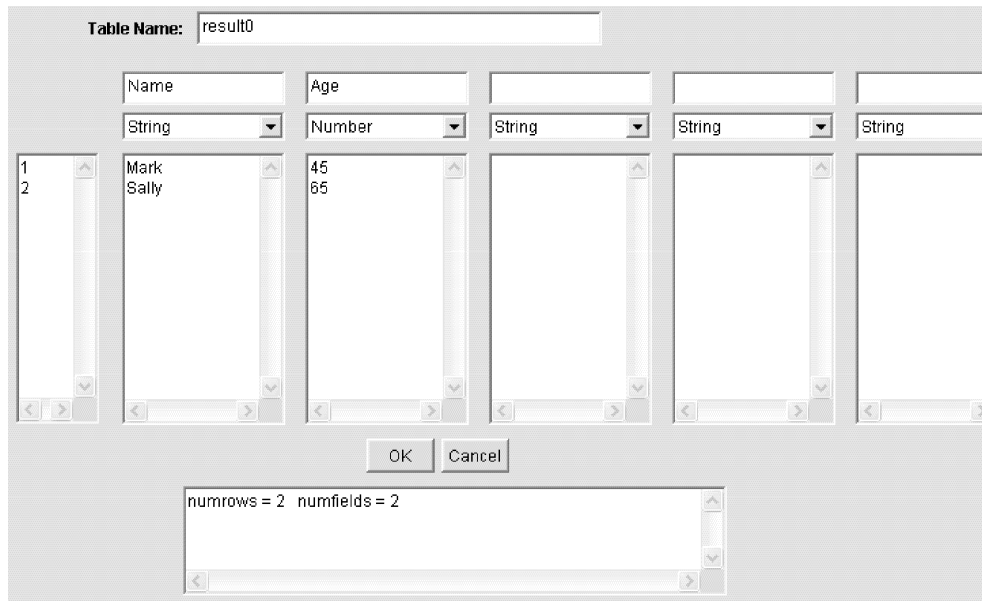 Table Name: result0
Name Age
String Number String String String
1 Mark 45
2 Sally 65
OK Cancel
numrows = 2 numfields = 2